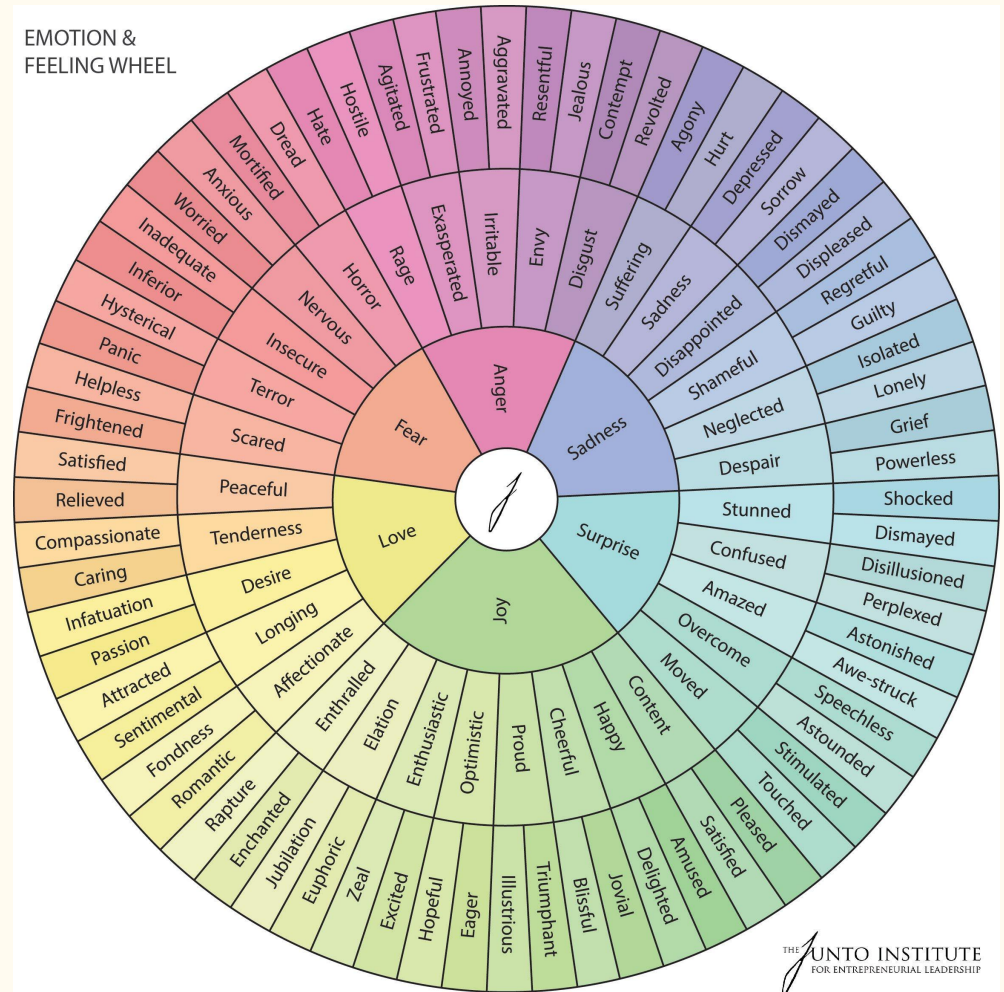 EMOTION &
FEELING WHEEL
Anger
Sadness
Surprise
Joy
Love
Fear
Rage
Exasperated
Irritable
Envy
Disgust
Suffering
Sadness
Disappointed
Shameful
Neglected
Despair
Stunned
Confused
Amazed
Overcome
Moved
Content
Happy
Cheerful
Proud
Optimistic
Enthusiastic
Elation
Enthralled
Affectionate
Longing
Desire
Tenderness
Peaceful
Scared
Terror
Insecure
Nervous
Horror
Hate
Hostile
Agitated
Frustrated
Annoyed
Aggravated
Resentful
Jealous
Contempt
Revolted
Agony
Hurt
Depressed
Sorrow
Dismayed
Displeased
Regretful
Guilty
Isolated
Lonely
Grief
Powerless
Shocked
Dismayed
Disillusioned
Perplexed
Astonished
Awe-struck
Speechless
Astounded
Stimulated
Touched
Pleased
Satisfied
Amused
Delighted
Jovial
Blissful
Triumphant
Illustrious
Eager
Hopeful
Excited
Zeal
Euphoric
Jubilation
Enchanted
Rapture
Romantic
Fondness
Sentimental
Attracted
Passion
Infatuation
Caring
Compassionate
Relieved
Satisfied
Frightened
Helpless
Panic
Hysterical
Inferior
Inadequate
Worried
Anxious
Mortified
Dread
THE JUNTO INSTITUTE
FOR ENTREPRENEURIAL LEADERSHIP